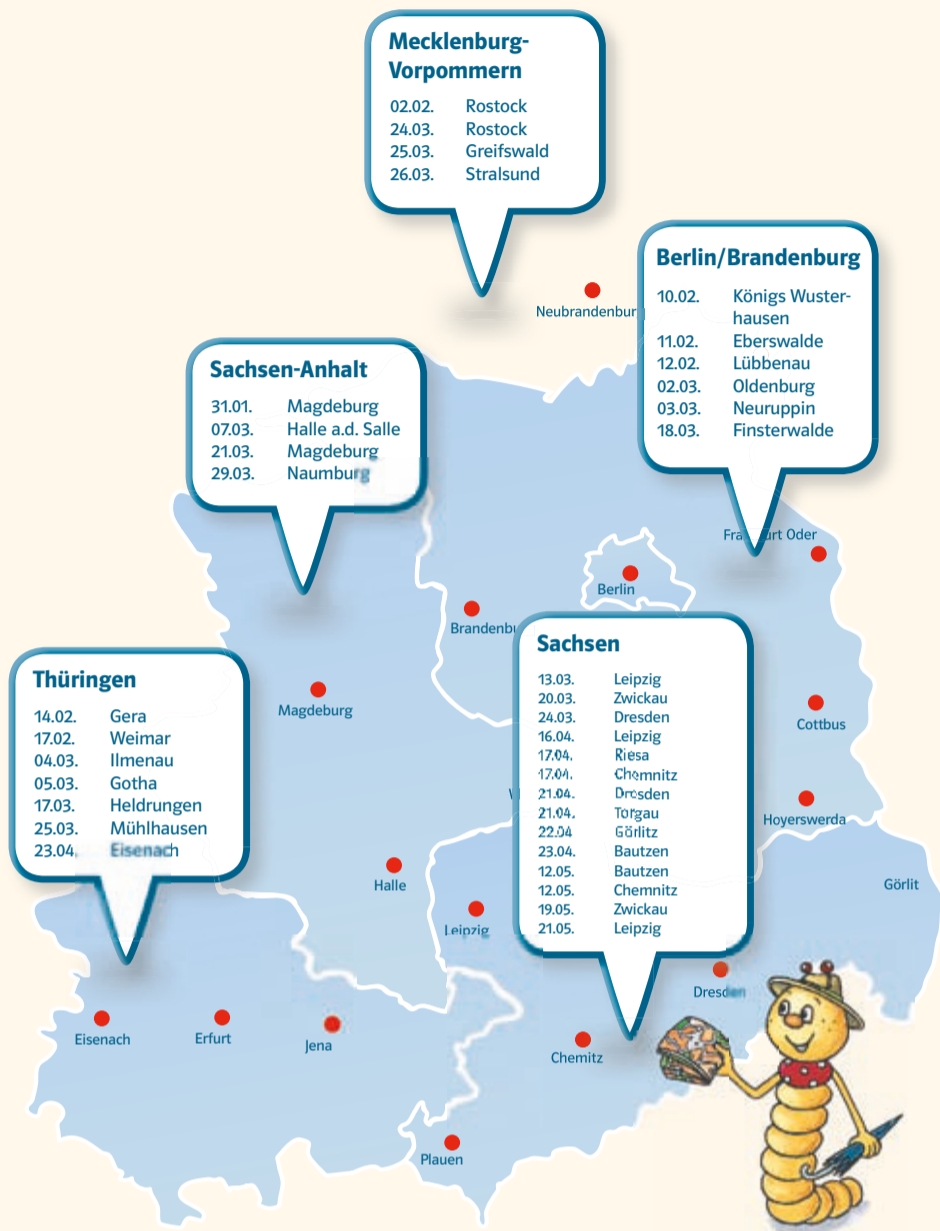 Mecklenburg-
Vorpommern
02.02. Rostock
24.03. Rostock
25.03. Greifswald
26.03. Stralsund
Berlin/Brandenburg
10.02. Königs Wuster-
hausen
11.02. Eberswalde
12.02. Lübbenau
02.03. Oldenburg
03.03. Neuruppin
18.03. Finsterwalde
Neubrandenbur
Sachsen-Anhalt
31.01. Magdeburg
07.03. Halle a.d. Salle
21.03. Magdeburg
29.03. Naumburg
Fra urt Oder
Berlin
Brandenbu
Sachsen
13.03. Leipzig
20.03. Zwickau
24.03. Dresden
16.04. Leipzig
17.04. Riesa
17.04. Chemnitz
21.04. Dresden
21.04. Torgau
22.04 Görlitz
23.04. Bautzen
12.05. Bautzen
12.05. Chemnitz
19.05. Zwickau
21.05. Leipzig
Thüringen
14.02. Gera
17.02. Weimar
04.03. Ilmenau
05.03. Gotha
17.03. Heldrungen
25.03. Mühlhausen
23.04. Eisenach
Magdeburg
Cottbus
Hoyerswerda
Halle
Görlit
Leipzig
Dresden
Eisenach
Erfurt
Jena
Chemitz
Plauen